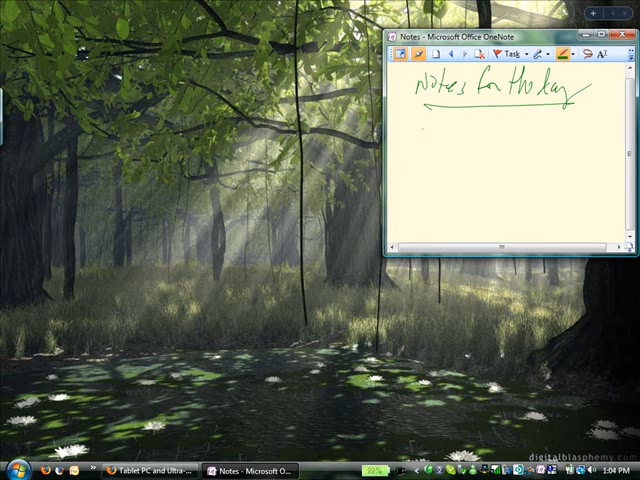 Notes - Microsoft Office OneNote
Task
Notes for the day
digitalblasphemy.com
Tablet PC and Ultra-...
Notes - Microsoft O...
99%
1:04 PM